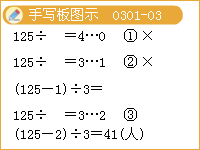 手写板图示 0301-03
125÷　=4…0　①×
125÷　=3…1　②×
(125－1)÷3=
125÷　=3…2　③
(125－2)÷3=41(人)